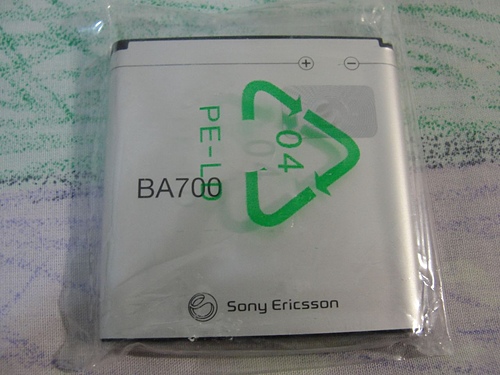 + −
04
PE-LD
BA700
Sony Ericsson